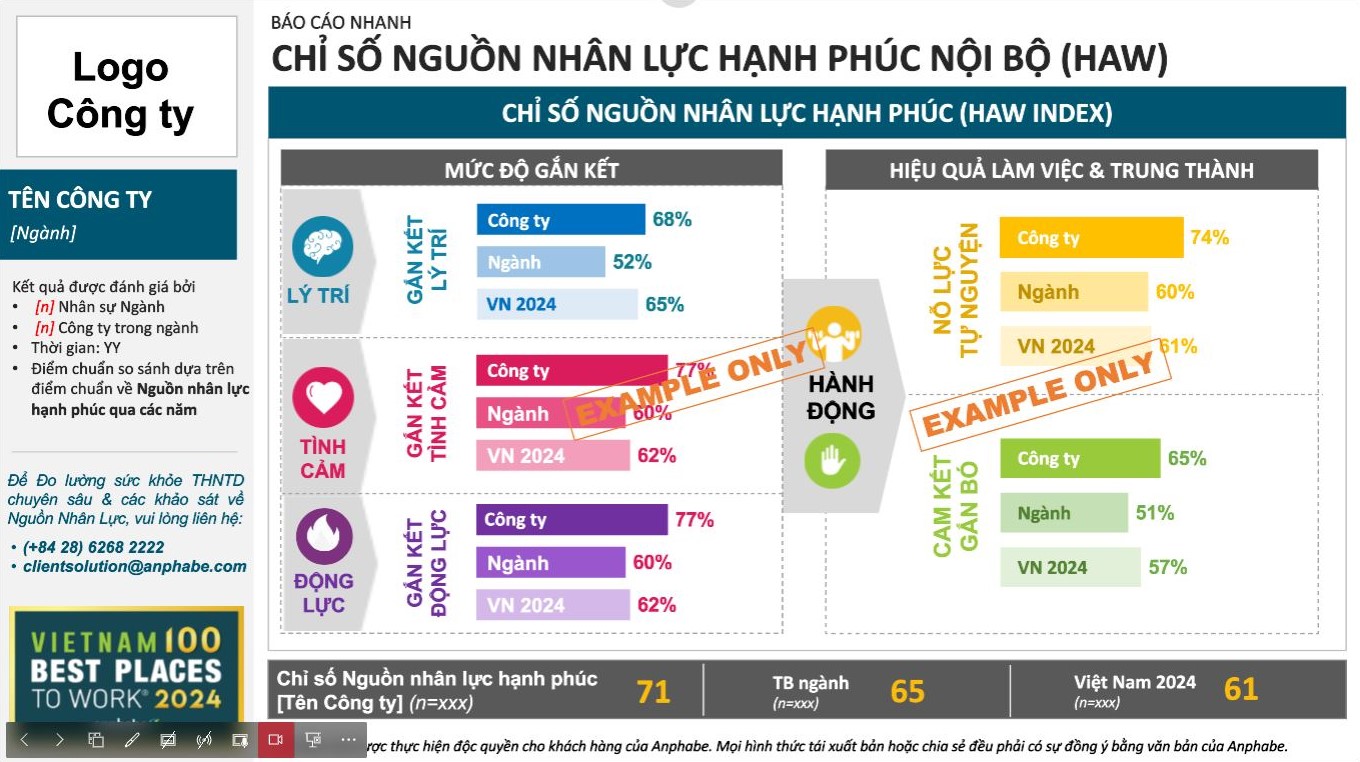 Logo
Công ty
TÊN CÔNG TY
[Ngành]
Kết quả được đánh giá bởi
• [n] Nhân sự Ngành
• [n] Công ty trong ngành
• Thời gian: YY
• Điểm chuẩn so sánh dựa trên
điểm chuẩn về Nguồn nhân lực
hạnh phúc qua các năm
Để Đo lường sức khỏe THNTD
chuyên sâu & các khảo sát về
Nguồn Nhân Lực, vui lòng liên hệ:
• (+84 28) 6268 2222
• clientsolution@anphabe.com
VIETNAM 100
BEST PLACES
TO WORK® 2024
BÁO CÁO NHANH
CHỈ SỐ NGUỒN NHÂN LỰC HẠNH PHÚC NỘI BỘ (HAW)
CHỈ SỐ NGUỒN NHÂN LỰC HẠNH PHÚC (HAW INDEX)
MỨC ĐỘ GẮN KẾT
LÝ TRÍ
GẮN KẾT
LÝ TRÍ
Công ty 68%
Ngành 52%
VN 2024 65%
TÌNH
CẢM
GẮN KẾT
TÌNH CẢM
Công ty 77%
Ngành 60%
VN 2024 62%
EXAMPLE ONLY
ĐỘNG
LỰC
GẮN KẾT
ĐỘNG LỰC
Công ty 77%
Ngành 60%
VN 2024 62%
HIỆU QUẢ LÀM VIỆC & TRUNG THÀNH
HÀNH
ĐỘNG
NỖ LỰC
TỰ NGUYỆN
Công ty 74%
Ngành 60%
VN 2024 61%
EXAMPLE ONLY
CAM KẾT
GẮN BÓ
Công ty 65%
Ngành 51%
VN 2024 57%
Chỉ số Nguồn nhân lực hạnh phúc
[Tên Công ty] (n=xxx) 71
TB ngành
(n=xxx) 65
Việt Nam 2024
(n=xxx) 61
thực hiện độc quyền cho khách hàng của Anphabe. Mọi hình thức tái xuất bản hoặc chia sẻ đều phải có sự đồng ý bằng văn bản của Anphabe.